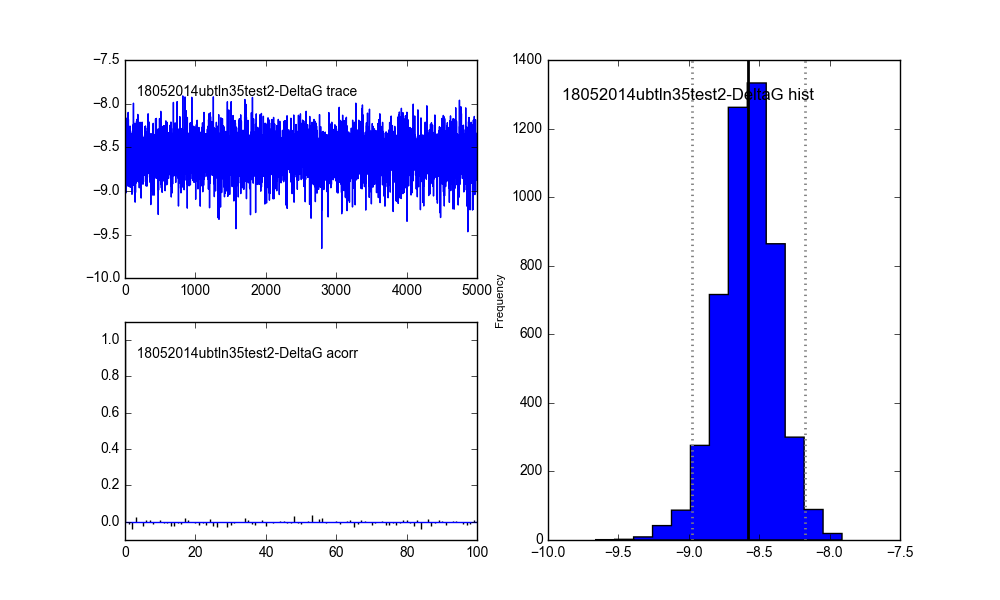 −7.5
18052014ubtln35test2-DeltaG trace
−8.0
−8.5
−9.0
−9.5
−10.0
0 1000 2000 3000 4000 5000
18052014ubtln35test2-DeltaG acorr
1.0
0.8
0.6
0.4
0.2
0.0
0 20 40 60 80 100
1400
18052014ubtln35test2-DeltaG hist
1200
1000
800
Frequency
600
400
200
0
−10.0 −9.5 −9.0 −8.5 −8.0 −7.5